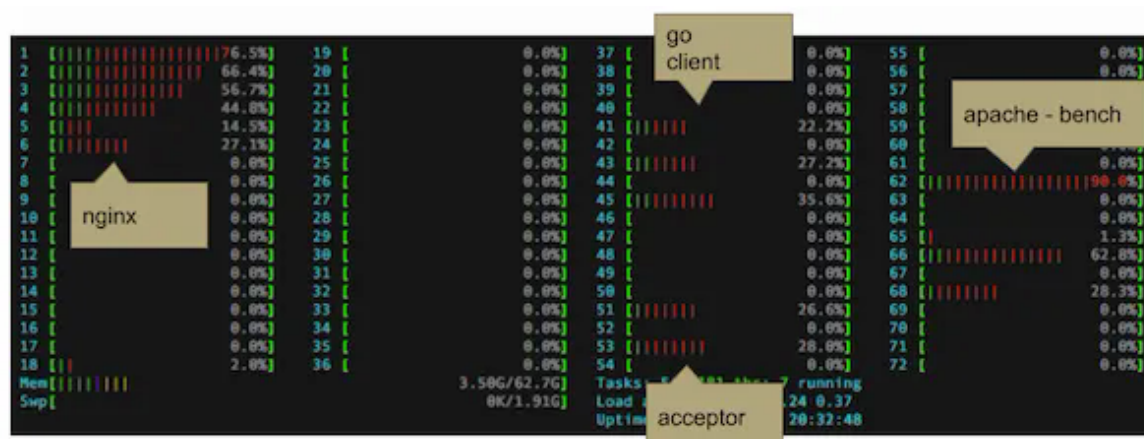 go
client
1 [76.5%] 19 [0.0%] 37 [0.0%] 55 [0.0%]
2 [66.4%] 20 [0.0%] 38 [0.0%] 56 [0.0%]
3 [56.7%] 21 [0.0%] 39 [0.0%] 57 [
4 [44.8%] 22 [0.0%] 40 [0.0%] 58 [
apache - bench
5 [14.5%] 23 [0.0%] 41 [22.2%] 59 [
6 [27.1%] 24 [0.0%] 42 [0.0%] 60 [
7 [0.0%] 25 [0.0%] 43 [27.2%] 61 [0.0%]
8 [0.0%] 26 [0.0%] 44 [0.0%] 62 [90.0%]
nginx
9 [0.0%] 27 [0.0%] 45 [35.6%] 63 [0.0%]
10 [0.0%] 28 [0.0%] 46 [0.0%] 64 [0.0%]
11 [0.0%] 29 [0.0%] 47 [0.0%] 65 [1.3%]
12 [0.0%] 30 [0.0%] 48 [0.0%] 66 [62.8%]
13 [0.0%] 31 [0.0%] 49 [0.0%] 67 [0.0%]
14 [0.0%] 32 [0.0%] 50 [0.0%] 68 [28.3%]
15 [0.0%] 33 [0.0%] 51 [26.6%] 69 [0.0%]
16 [0.0%] 34 [0.0%] 52 [0.0%] 70 [0.0%]
17 [0.0%] 35 [0.0%] 53 [28.0%] 71 [0.0%]
18 [2.0%] 36 [0.0%] 54 [0.0%] 72 [0.0%]
Mem[3.50G/62.7G] Tasks: 7 running
Swp[0K/1.91G] Load .24 0.37
acceptor
20:32:48